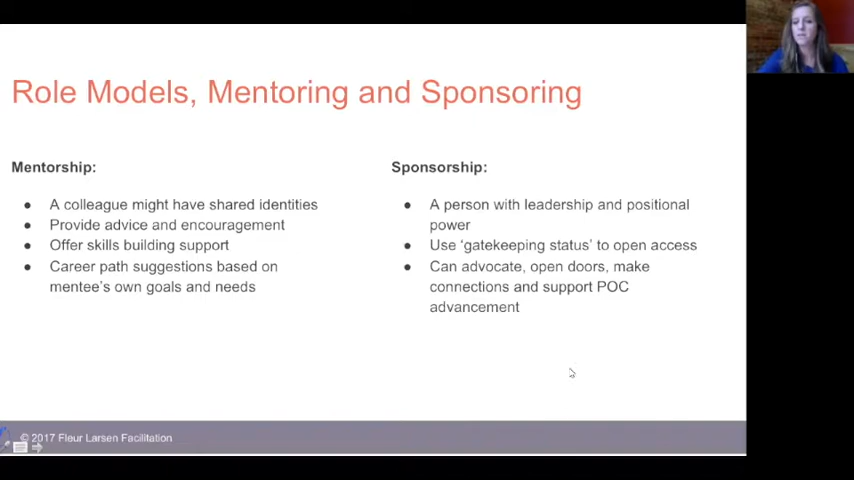 Role Models, Mentoring and Sponsoring
Mentorship:
● A colleague might have shared identities
● Provide advice and encouragement
● Offer skills building support
● Career path suggestions based on
mentee's own goals and needs
Sponsorship:
● A person with leadership and positional
power
● Use ‘gatekeeping status’ to open access
● Can advocate, open doors, make
connections and support POC
advancement
© 2017 Fleur Larsen Facilitation